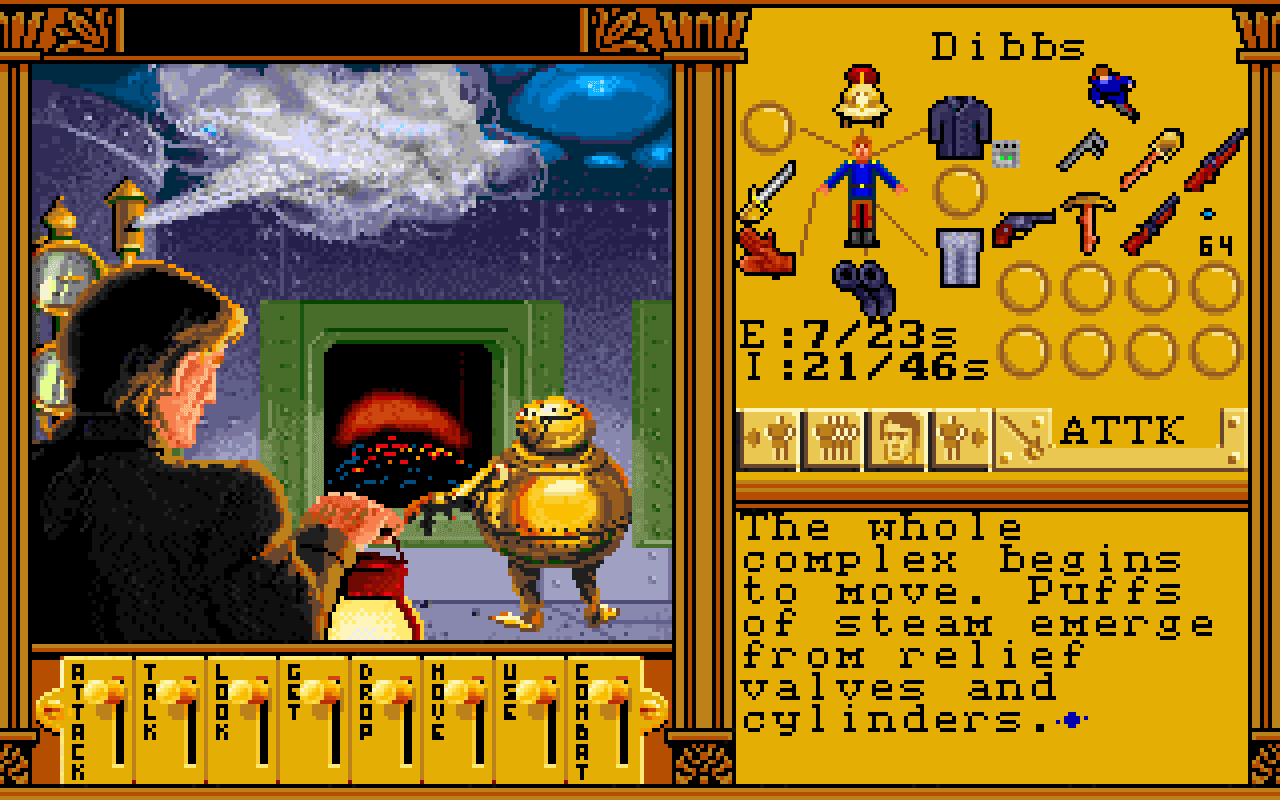 Dibbs
64
E:7/23s
I:21/46s
ATTK
The whole
complex begins
to move. Puffs
of steam emerge
from relief
valves and
cylinders.
ATTACK
TALK
LOOK
GET
DROP
MOVE
USE
COMBAT